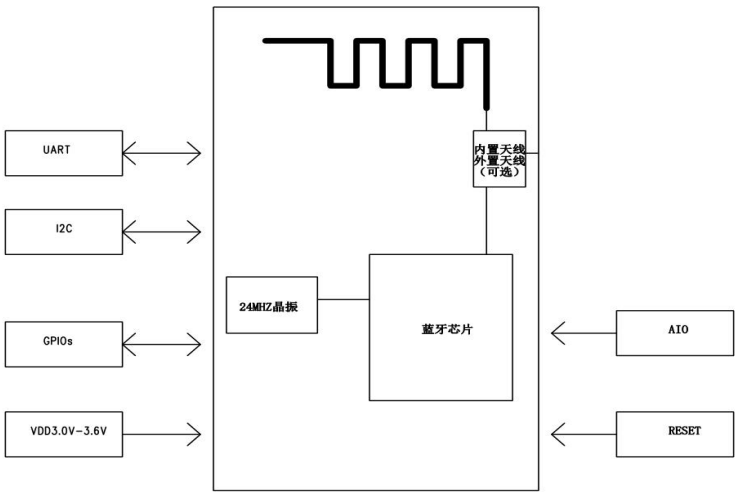 内置天线
外置天线
（可选）
UART
I2C
24MHZ晶振
蓝牙芯片
GPIOs
AIO
VDD3.0V-3.6V
RESET